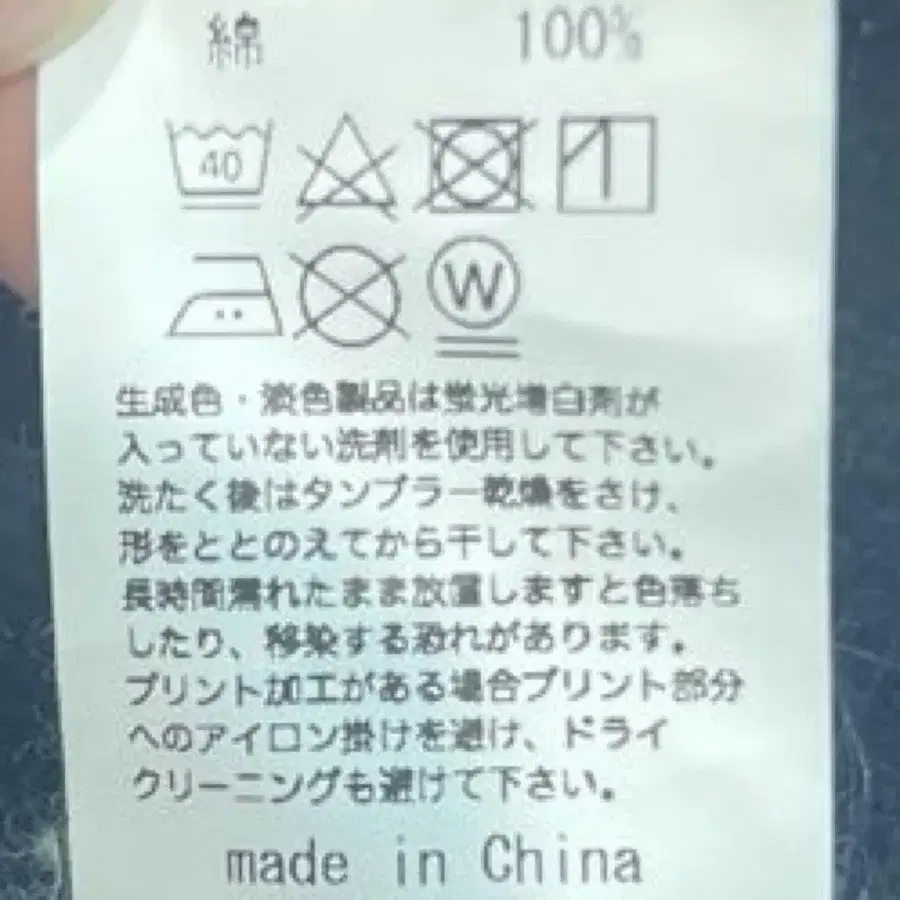 綿 100%
40
W
生成色・淡色製品は蛍光増白剤が
入っていない洗剤を使用して下さい。
洗たく後はタンブラー乾燥をさけ、
形をととのえてから干して下さい。
長時間濡れたまま放置しますと色落ち
したり、移染する恐れがあります。
プリント加工がある場合プリント部分
へのアイロン掛けを避け、ドライ
クリーニングも避けて下さい。
made in China